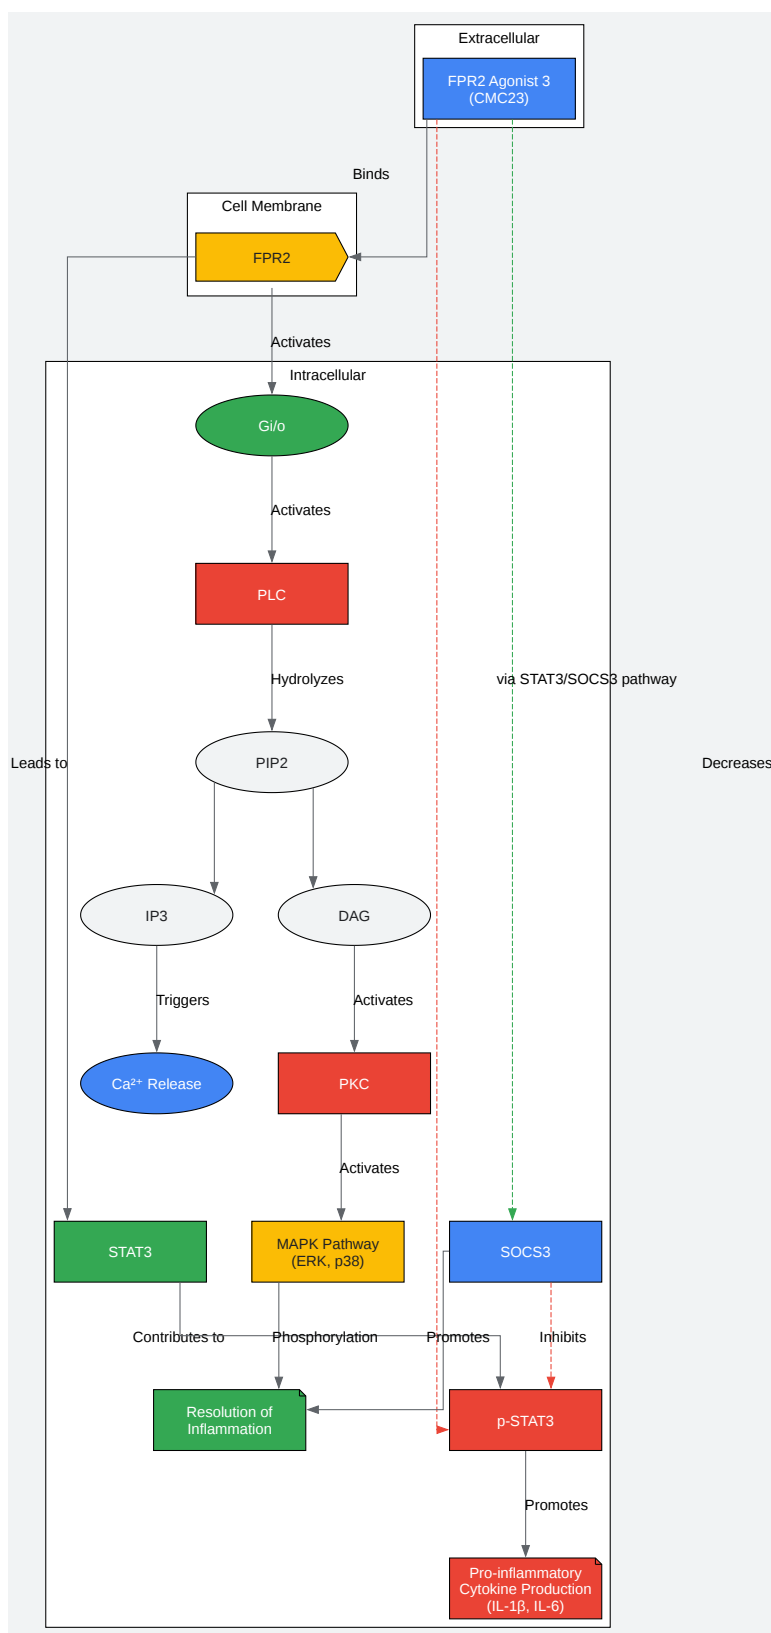 Extracellular
FPR2 Agonist 3
(CMC23)
Binds
Cell Membrane
FPR2
Activates
Intracellular
Gi/o
Activates
PLC
Hydrolyzes
via STAT3/SOCS3 pathway
PIP2
Leads to
Decreases
IP3
DAG
Triggers
Activates
Ca²⁺ Release
PKC
Activates
STAT3
MAPK Pathway
(ERK, p38)
SOCS3
Contributes to
Phosphorylation
Promotes
Inhibits
Resolution of
Inflammation
p-STAT3
Promotes
Pro-inflammatory
Cytokine Production
(IL-1β, IL-6)